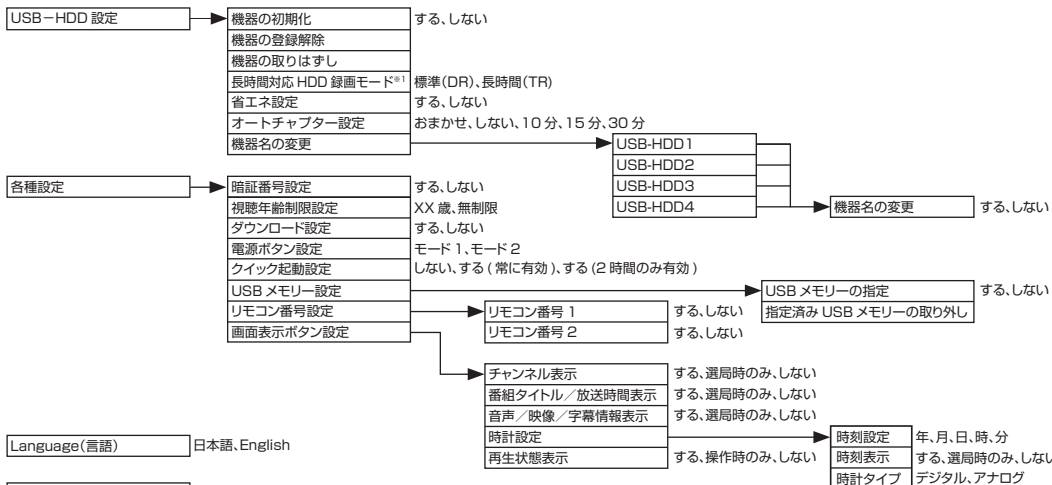 USB－HDD 設定
機器の初期化 する、しない
機器の登録解除
機器の取りはずし
長時間対応 HDD 録画モード※1 標準（DR）、長時間（TR）
省エネ設定 する、しない
オートチャプター設定 おまかせ、しない、10 分、15 分、30 分
機器名の変更
USB-HDD1
USB-HDD2
USB-HDD3
USB-HDD4
機器名の変更 する、しない
各種設定
暗証番号設定 する、しない
視聴年齢制限設定 XX 歳、無制限
ダウンロード設定 する、しない
電源ボタン設定 モード 1、モード 2
クイック起動設定 しない、する ( 常に有効 )、する (2 時間のみ有効 )
USB メモリー設定
USB メモリーの指定 する、しない
指定済み USB メモリーの取り外し
リモコン番号設定
リモコン番号 1 する、しない
リモコン番号 2 する、しない
画面表示ボタン設定
チャンネル表示 する、選局時のみ、しない
番組タイトル／放送時間表示 する、選局時のみ、しない
音声／映像／字幕情報表示 する、選局時のみ、しない
時計設定
時刻設定 年、月、日、時、分
時刻表示 する、選局時のみ、しない
時計タイプ デジタル、アナログ
再生状態表示 する、操作時のみ、しない
Language（言語） 日本語、English